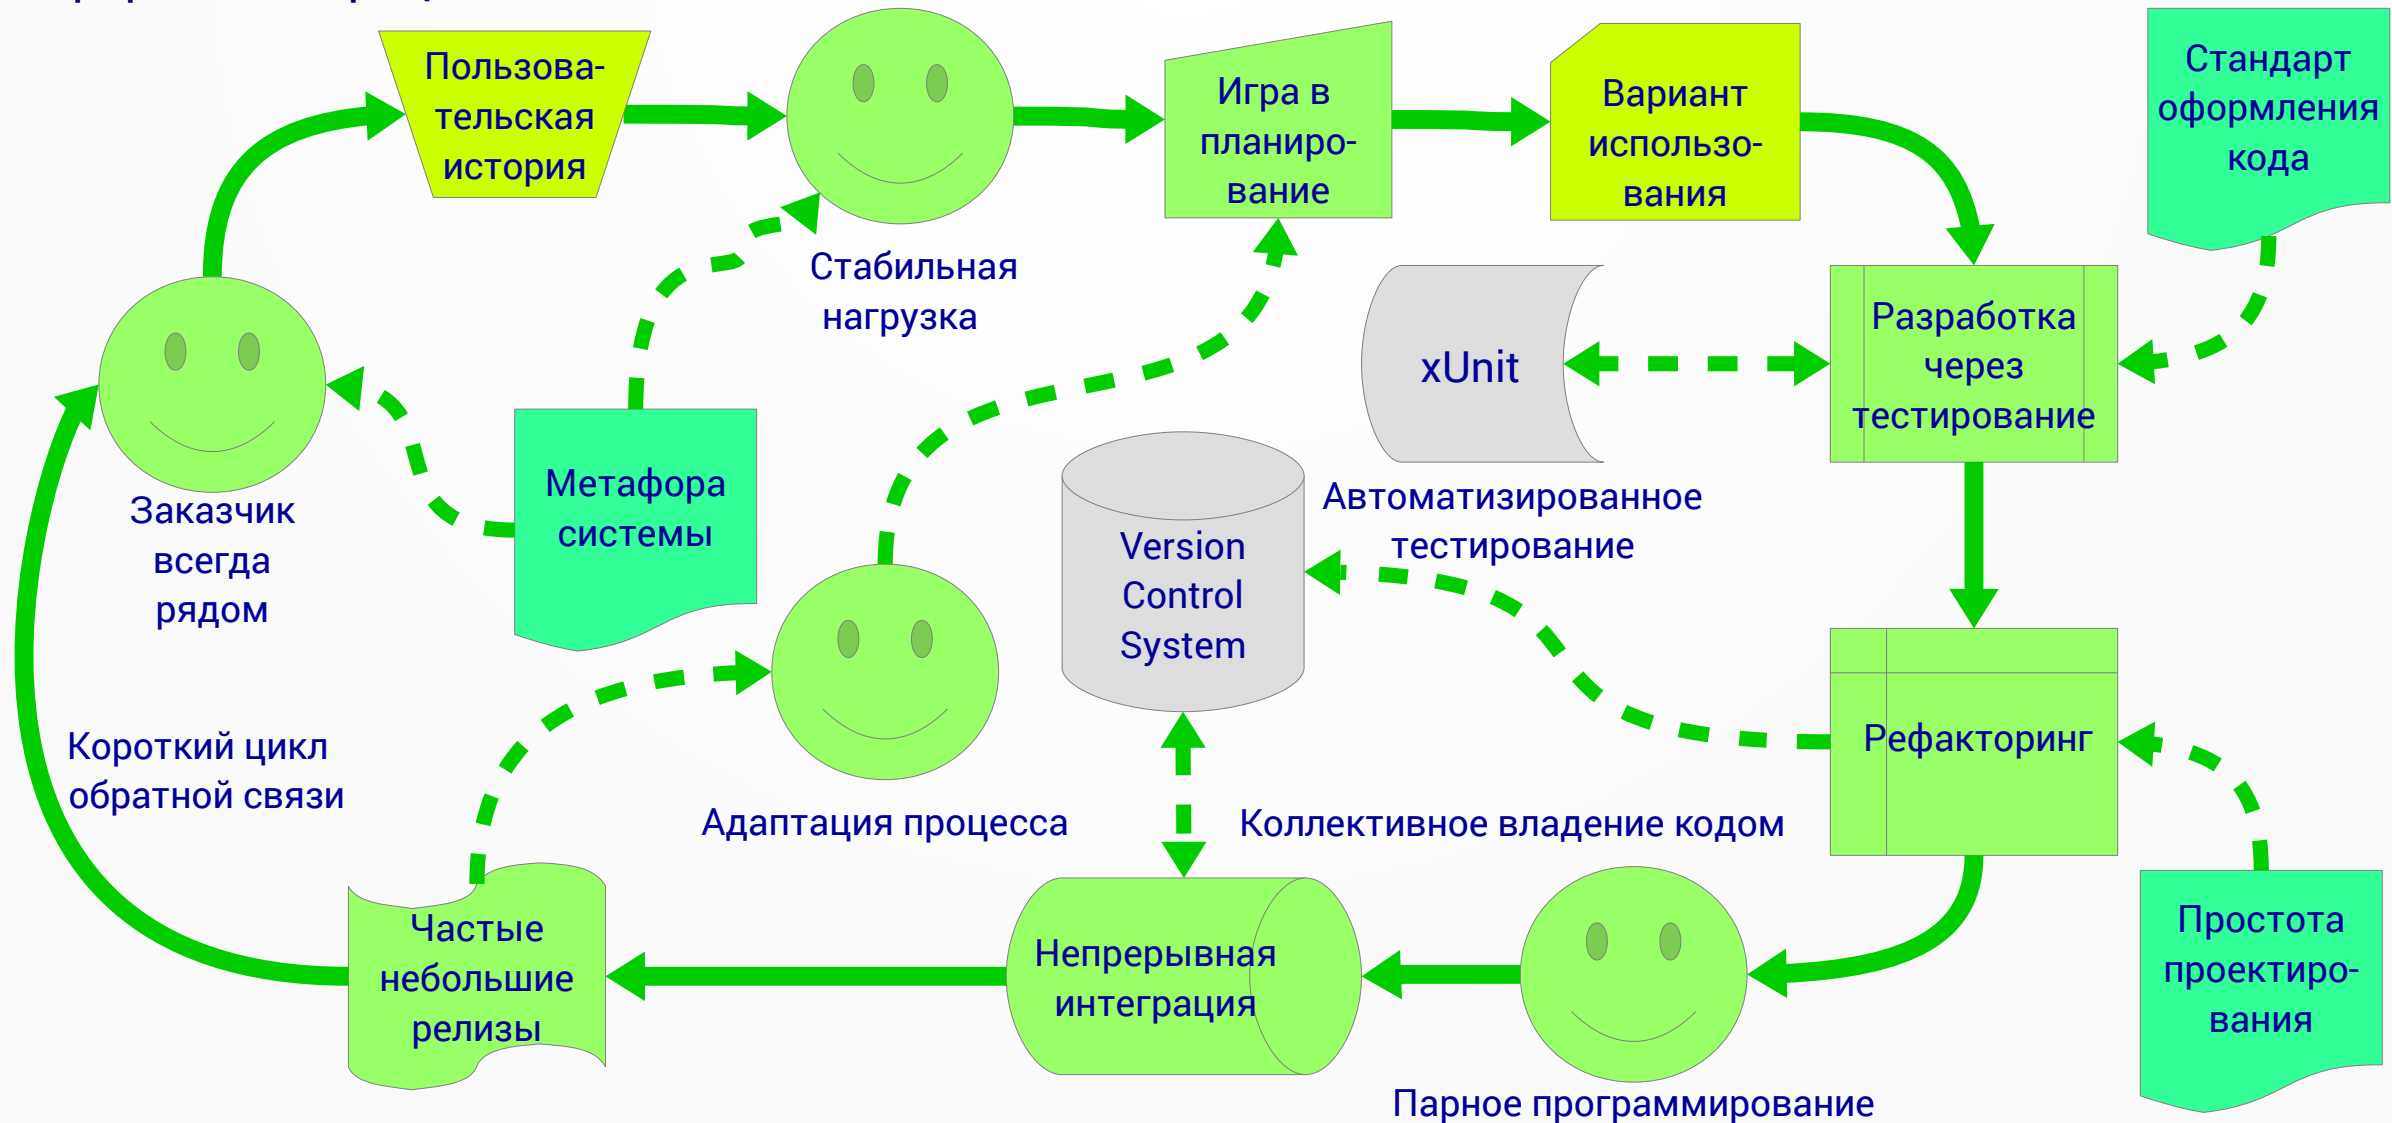 Пользова-
тельская
история
Игра в
планиро-
вание
Вариант
использо-
вания
Стандарт
оформления
кода
Стабильная
нагрузка
xUnit
Разработка
через
тестирование
Заказчик
всегда
рядом
Метафора
системы
Автоматизированное
тестирование
Version
Control
System
Рефакторинг
Короткий цикл
обратной связи
Адаптация процесса
Коллективное владение кодом
Частые
небольшие
релизы
Непрерывная
интеграция
Простота
проектиро-
вания
Парное программирование